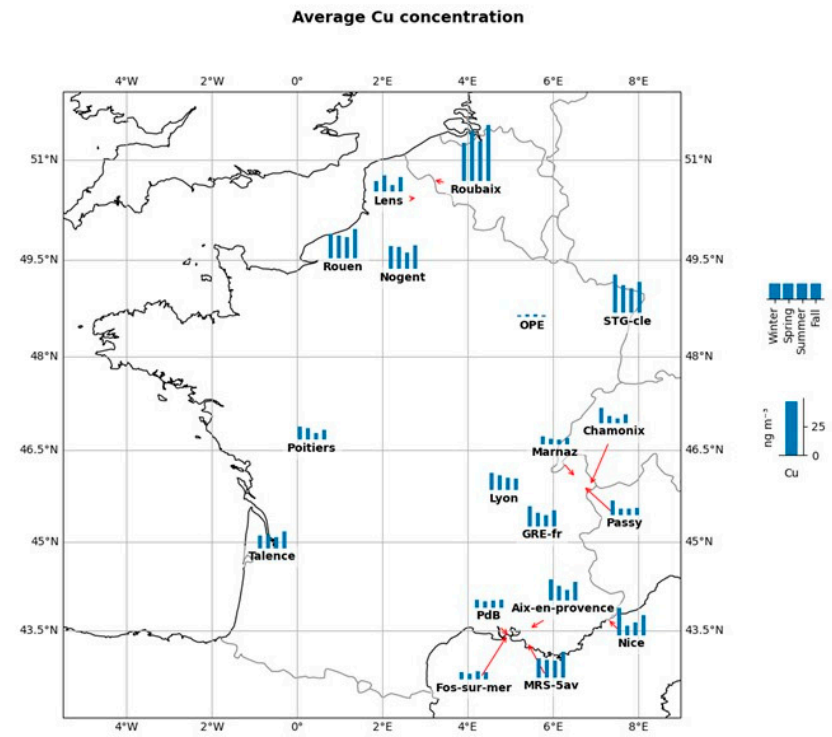 Average Cu concentration
4°W 2°W 0° 2°E 4°E 6°E 8°E
51°N 51°N
Roubaix
Lens
49.5°N 49.5°N
Rouen
Nogent
OPE
STG-cle
48°N 48°N
Chamonix
Poitiers
46.5°N 46.5°N
Marnaz
Lyon
Passy
GRE-fr
45°N 45°N
Talence
Aix-en-provence
PdB
43.5°N 43.5°N
Nice
Fos-sur-mer
MRS-5av
4°W 2°W 0° 2°E 4°E 6°E 8°E
Winter
Spring
Summer
Fall
ng m⁻³
25
0
Cu